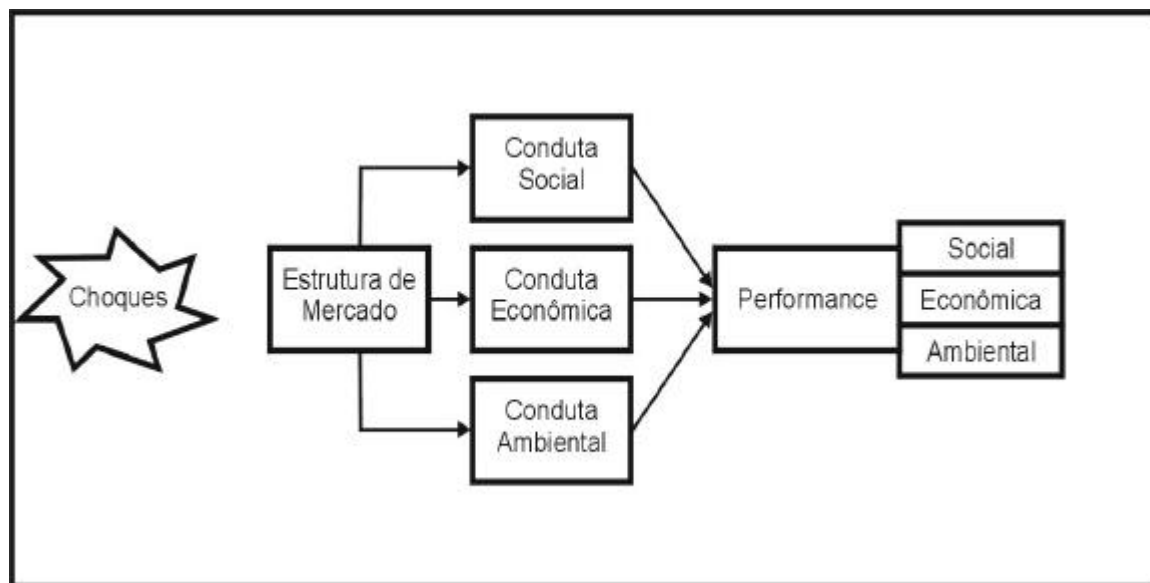 Choques
Estrutura de
Mercado
Conduta
Social
Conduta
Econômica
Conduta
Ambiental
Performance
Social
Econômica
Ambiental